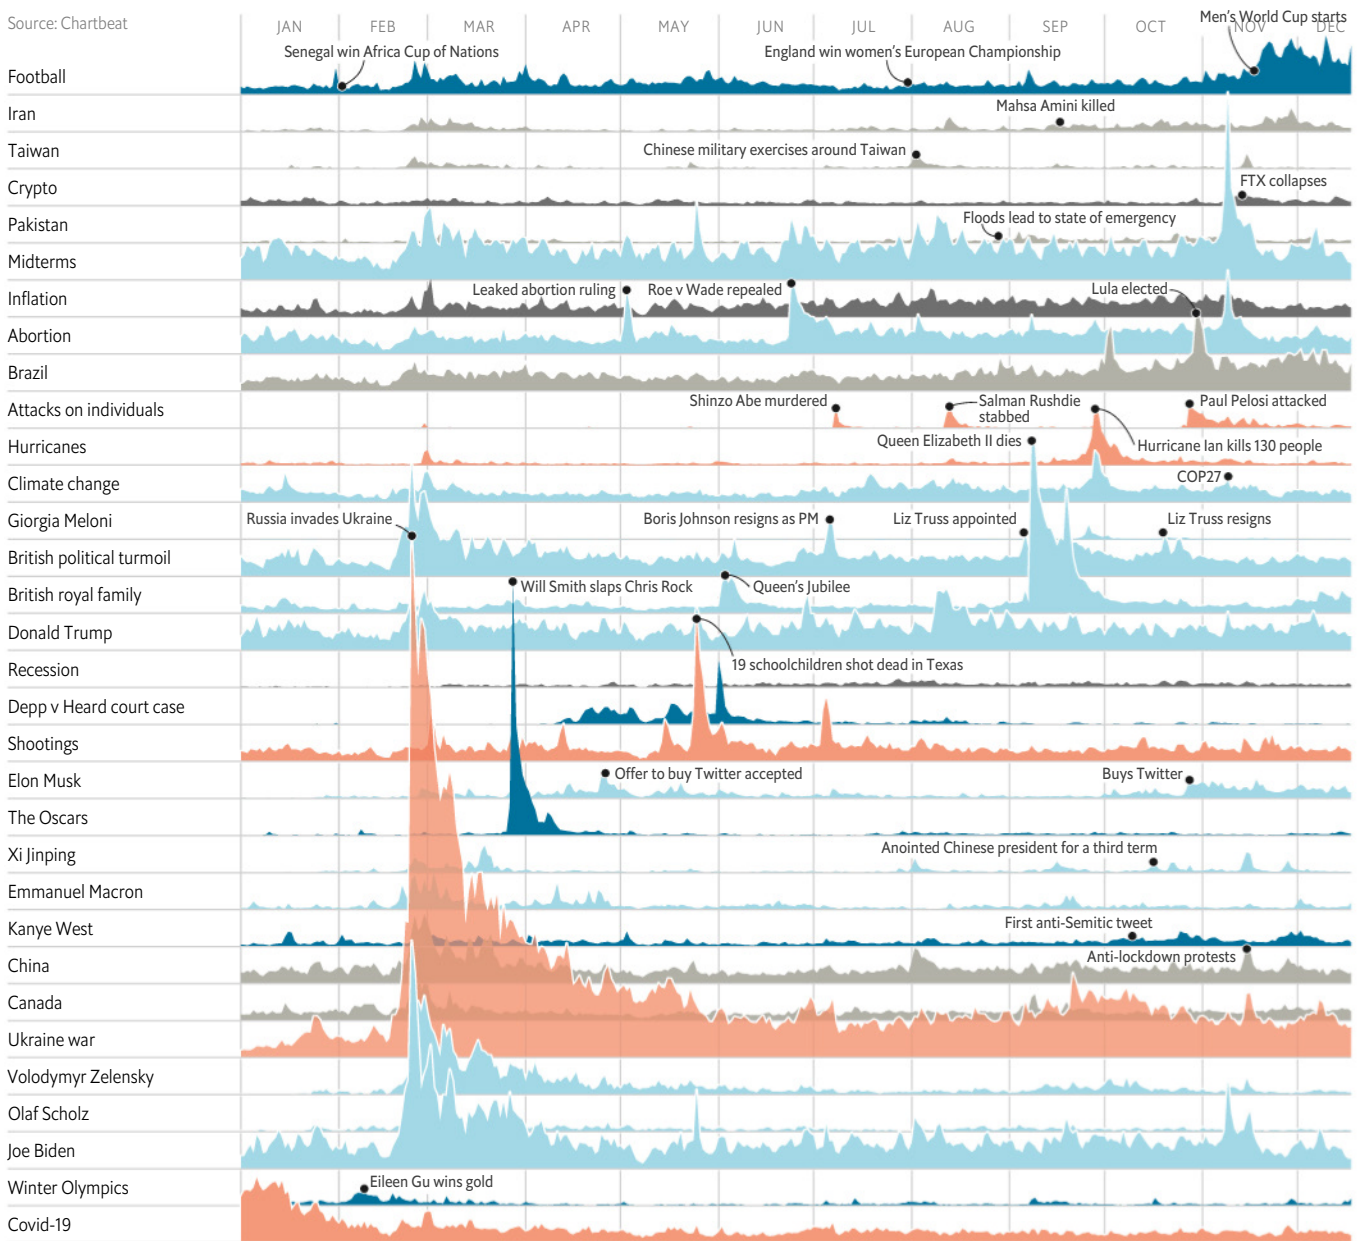 Source: Chartbeat
JAN FEB MAR APR MAY JUN JUL AUG SEP OCT NOV DEC
Men's World Cup starts
Senegal win Africa Cup of Nations
England win women's European Championship
Football
Mahsa Amini killed
Iran
Chinese military exercises around Taiwan
Taiwan
FTX collapses
Crypto
Floods lead to state of emergency
Pakistan
Midterms
Leaked abortion ruling
Roe v Wade repealed
Lula elected
Inflation
Abortion
Brazil
Shinzo Abe murdered
Salman Rushdie
stabbed
Paul Pelosi attacked
Attacks on individuals
Queen Elizabeth II dies
Hurricane Ian kills 130 people
Hurricanes
COP27
Climate change
Russia invades Ukraine
Boris Johnson resigns as PM
Liz Truss appointed
Liz Truss resigns
Giorgia Meloni
British political turmoil
Will Smith slaps Chris Rock
Queen's Jubilee
British royal family
Donald Trump
19 schoolchildren shot dead in Texas
Recession
Depp v Heard court case
Shootings
Offer to buy Twitter accepted
Buys Twitter
Elon Musk
The Oscars
Anointed Chinese president for a third term
Xi Jinping
Emmanuel Macron
First anti-Semitic tweet
Kanye West
Anti-lockdown protests
China
Canada
Ukraine war
Volodymyr Zelensky
Olaf Scholz
Joe Biden
Eileen Gu wins gold
Winter Olympics
Covid-19